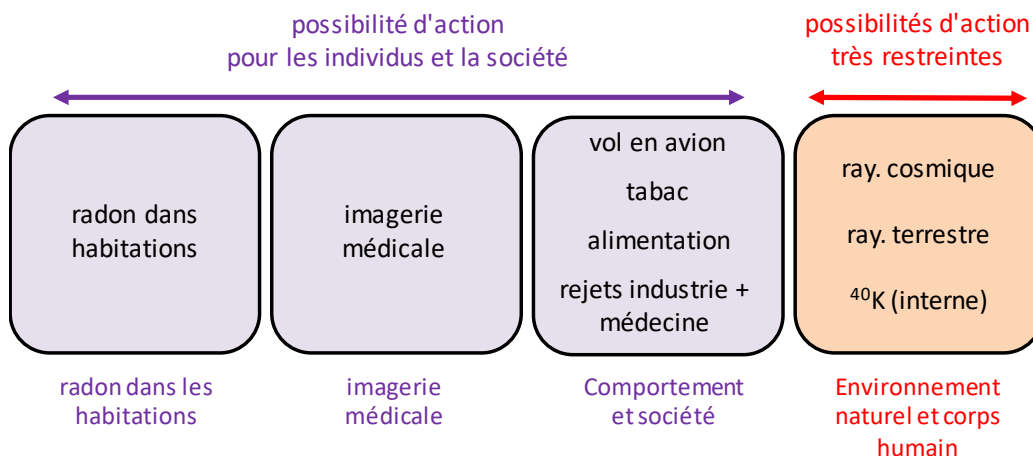 possibilité d'action
pour les individus et la société
possibilités d'action
très restreintes
radon dans
habitations
imagerie
médicale
vol en avion
tabac
alimentation
rejets industrie +
médecine
ray. cosmique
ray. terrestre
⁴⁰K (interne)
radon dans les
habitations
imagerie
médicale
Comportement
et société
Environnement
naturel et corps
humain